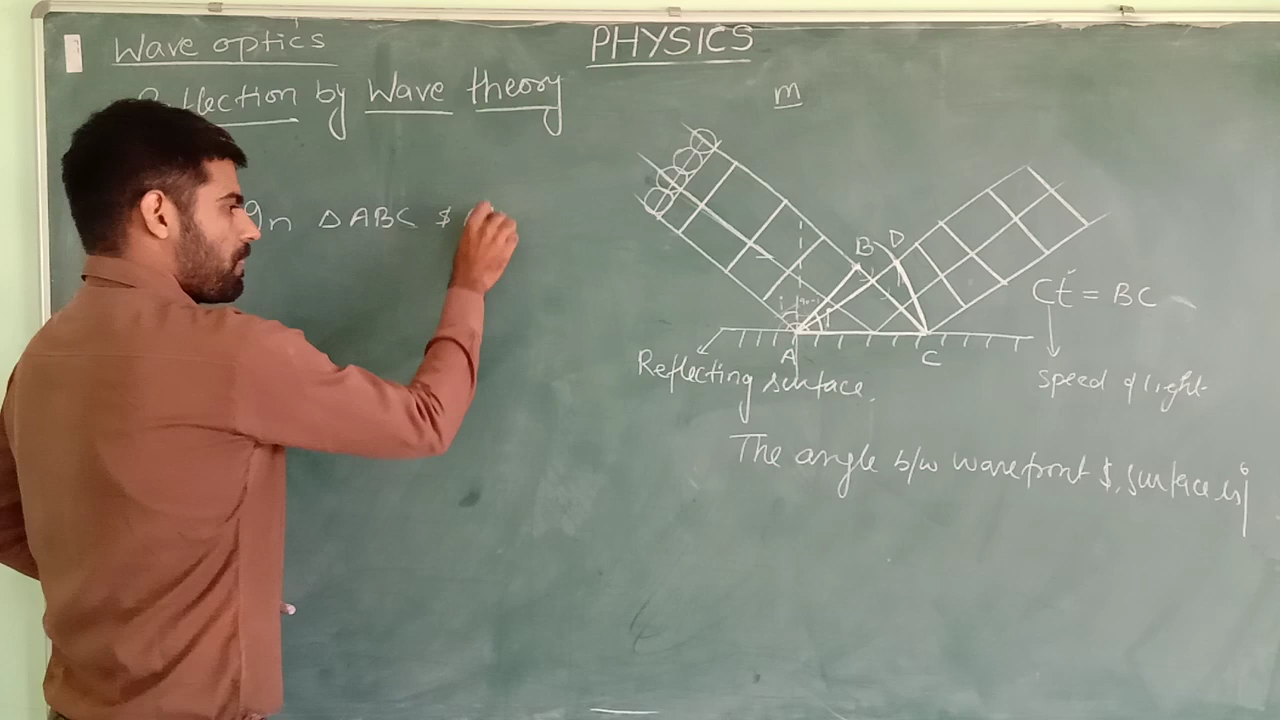 Wave optics
PHYSICS
Reflection by Wave theory
m
In △ ABC &
B D
i 90-i
Ct = BC
A C
Reflecting surface.
Speed of light
The angle b/w wavefront &, surface is i